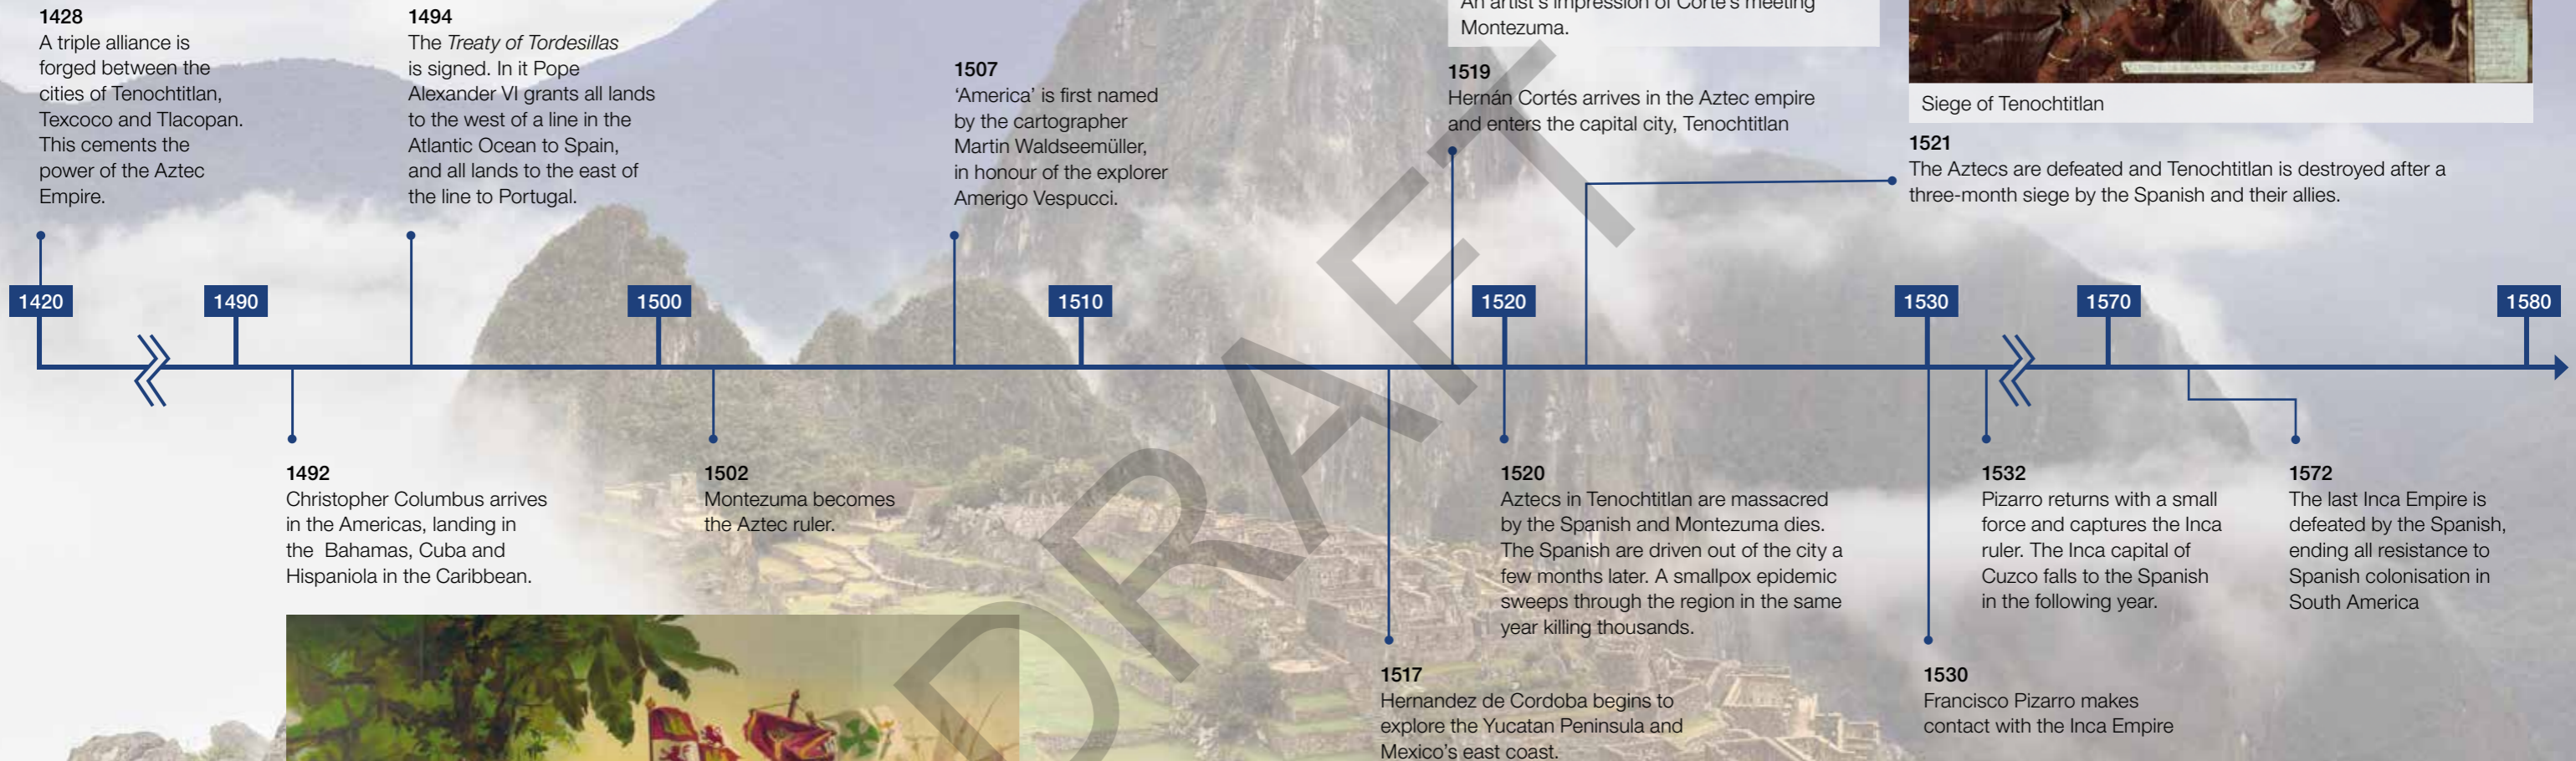 1428
A triple alliance is
forged between the
cities of Tenochtitlan,
Texcoco and Tlacopan.
This cements the
power of the Aztec
Empire.
1494
The Treaty of Tordesillas
is signed. In it Pope
Alexander VI grants all lands
to the west of a line in the
Atlantic Ocean to Spain,
and all lands to the east of
the line to Portugal.
1507
‘America’ is first named
by the cartographer
Martin Waldseemüller,
in honour of the explorer
Amerigo Vespucci.
An artist’s impression of Corté’s meeting
Montezuma.
1519
Hernán Cortés arrives in the Aztec empire
and enters the capital city, Tenochtitlan
Siege of Tenochtitlan
1521
The Aztecs are defeated and Tenochtitlan is destroyed after a
three-month siege by the Spanish and their allies.
1420
1490
1500
1510
1520
1530
1570
1580
1492
Christopher Columbus arrives
in the Americas, landing in
the Bahamas, Cuba and
Hispaniola in the Caribbean.
1502
Montezuma becomes
the Aztec ruler.
1520
Aztecs in Tenochtitlan are massacred
by the Spanish and Montezuma dies.
The Spanish are driven out of the city a
few months later. A smallpox epidemic
sweeps through the region in the same
year killing thousands.
1532
Pizarro returns with a small
force and captures the Inca
ruler. The Inca capital of
Cuzco falls to the Spanish
in the following year.
1572
The last Inca Empire is
defeated by the Spanish,
ending all resistance to
Spanish colonisation in
South America
1517
Hernandez de Cordoba begins to
explore the Yucatan Peninsula and
Mexico’s east coast.
1530
Francisco Pizarro makes
contact with the Inca Empire
DRAFT